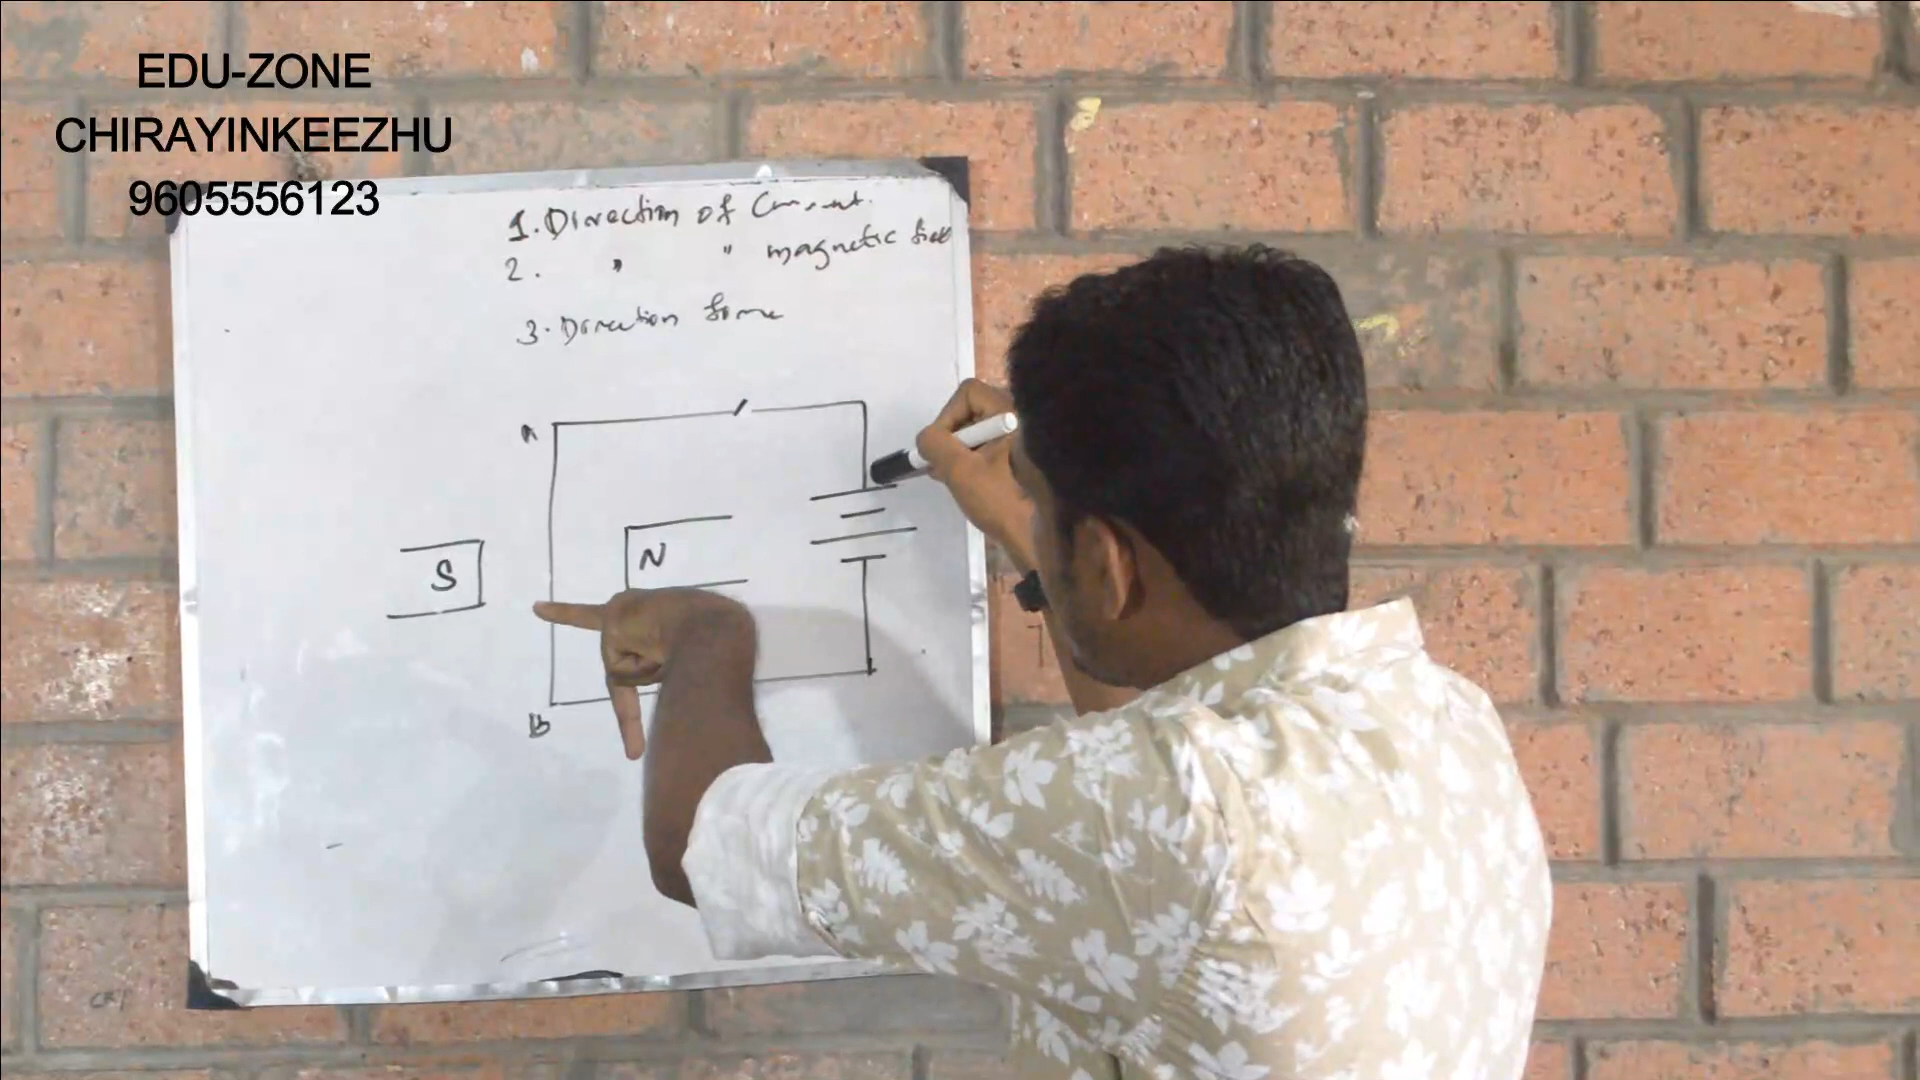 EDU-ZONE
CHIRAYINKEEZHU
9605556123
1. Direction of Current.
2. " " magnetic field
3. Direction force
A
S
N
B